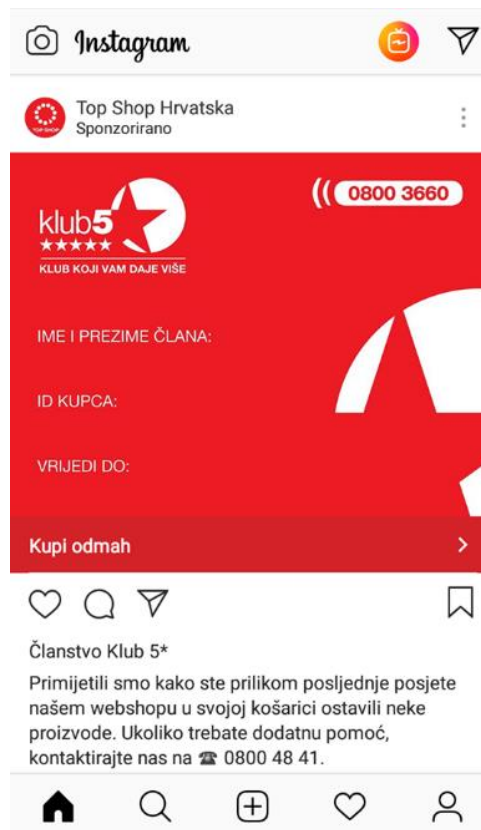 Instagram
Top Shop Hrvatska
Sponzorirano
TOP SHOP
0800 3660
klub5
★★★★★
KLUB KOJI VAM DAJE VIŠE
IME I PREZIME ČLANA:
ID KUPCA:
VRIJEDI DO:
Kupi odmah
Članstvo Klub 5*
Primijetili smo kako ste prilikom posljednje posjete
našem webshopu u svojoj košarici ostavili neke
proizvode. Ukoliko trebate dodatnu pomoć,
kontaktirajte nas na ☎ 0800 48 41.